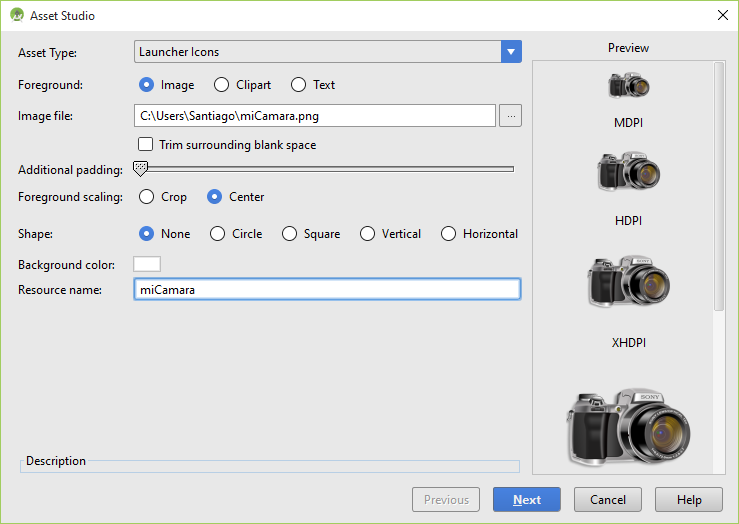 Asset Studio
Asset Type: Launcher Icons
Foreground: Image Clipart Text
Image file: C:\Users\Santiago\miCamara.png ...
Trim surrounding blank space
Additional padding:
Foreground scaling: Crop Center
Shape: None Circle Square Vertical Horizontal
Background color:
Resource name: miCamara
Description
Preview
MDPI
HDPI
XHDPI
SONY
Previous Next Cancel Help